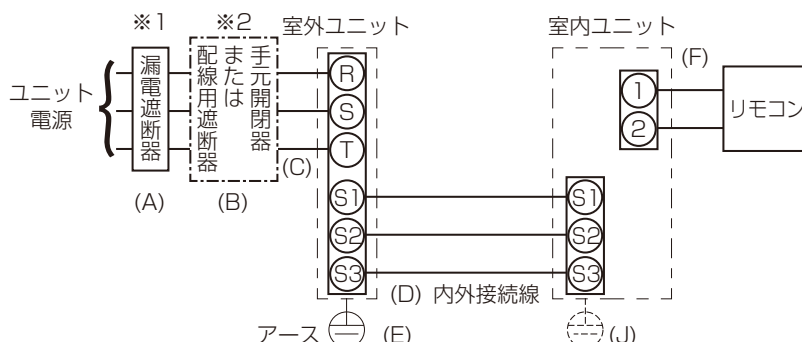 ※1
※2
室外ユニット
室内ユニット
ユニット
電源
漏電遮断器
手元開閉器
または
配線用遮断器
(A)
(B)
(C)
R
S
T
S1
S2
S3
(D) 内外接続線
アース
(E)
1
2
(F)
リモコン
S1
S2
S3
(J)